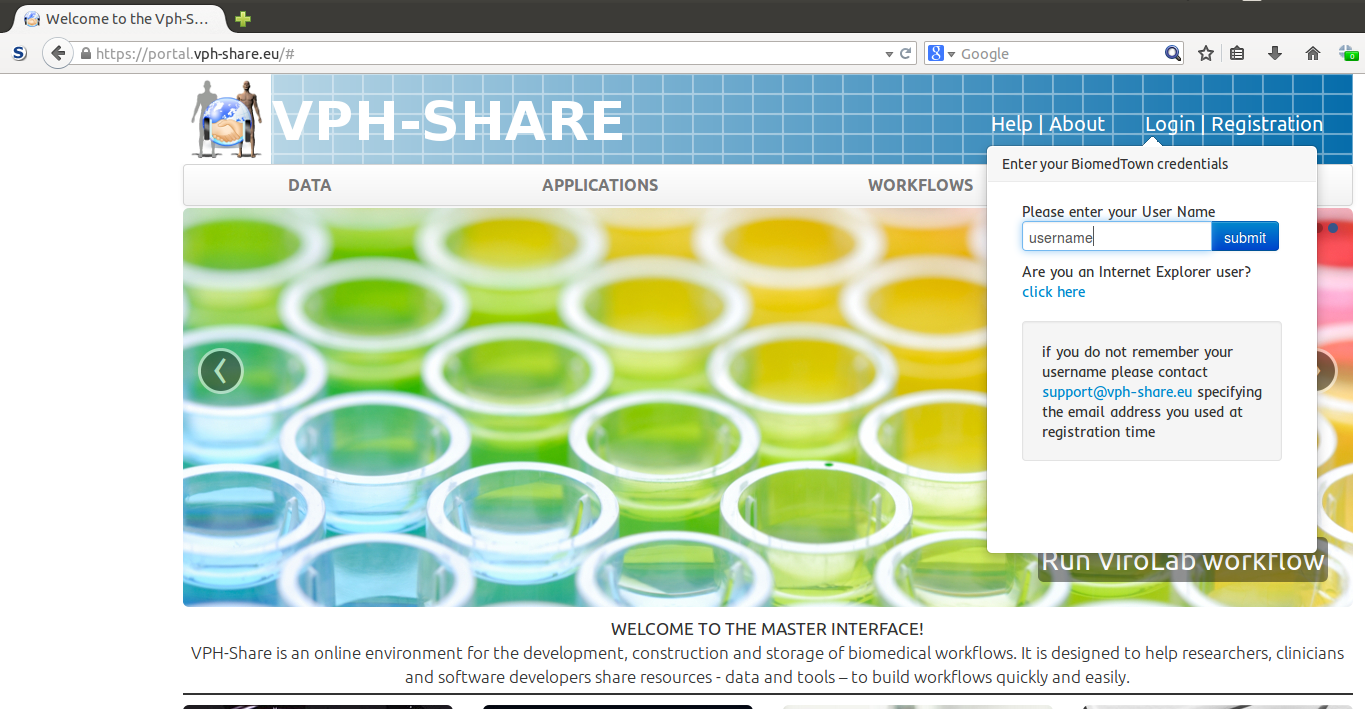 Welcome to the Vph-S...
https://portal.vph-share.eu/#
Google
0
VPH-SHARE
Help | About Login | Registration
DATA APPLICATIONS WORKFLOWS
Enter your BiomedTown credentials
Please enter your User Name
username submit
Are you an Internet Explorer user?
click here
if you do not remember your
username please contact
support@vph-share.eu specifying
the email address you used at
registration time
Run ViroLab workflow
WELCOME TO THE MASTER INTERFACE!
VPH-Share is an online environment for the development, construction and storage of biomedical workflows. It is designed to help researchers, clinicians
and software developers share resources - data and tools – to build workflows quickly and easily.